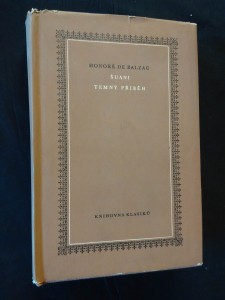 HONORÉ DE BALZAC
ŠUANI
TEMNÝ PŘÍBĚH
KNIHOVNA KLASIKŮ